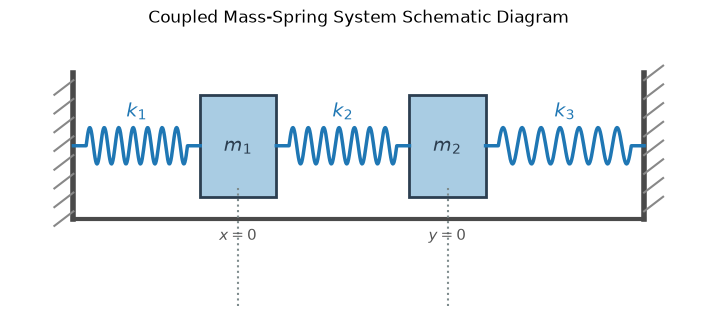 Coupled Mass-Spring System Schematic Diagram
k₁
k₂
k₃
m₁
m₂
x = 0
y = 0